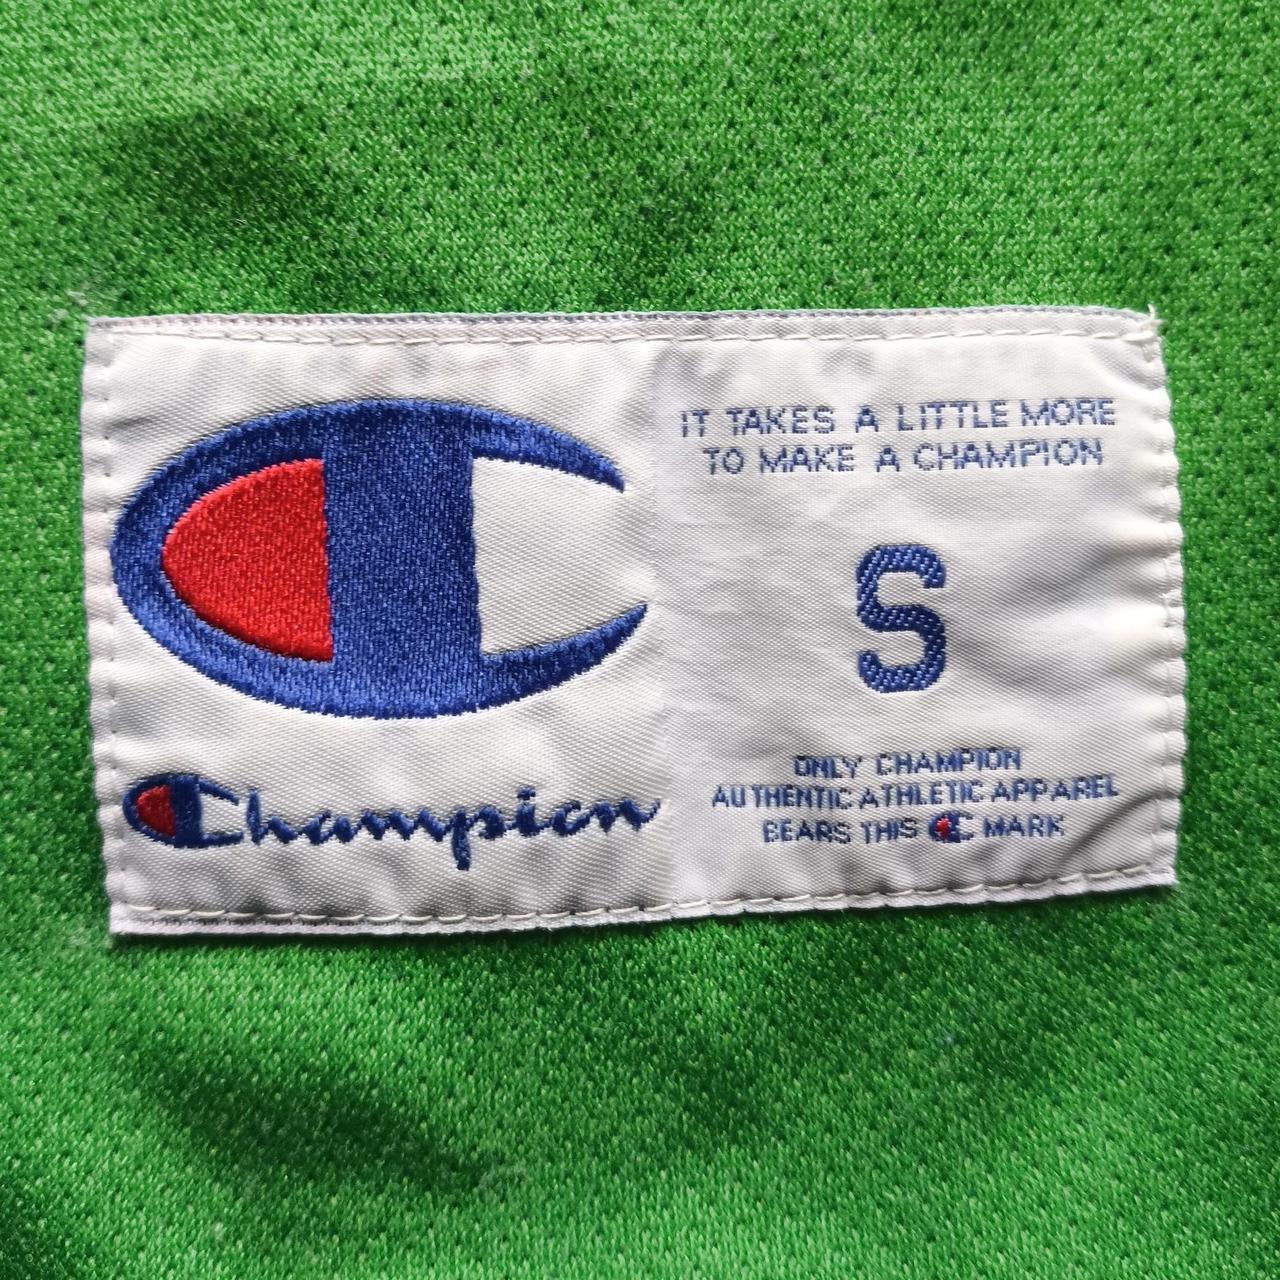 IT TAKES A LITTLE MORE
TO MAKE A CHAMPION
S
Champion
ONLY CHAMPION
AUTHENTIC ATHLETIC APPAREL
BEARS THIS C MARK